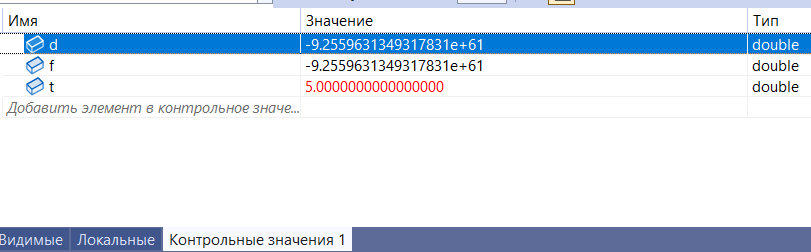 Имя Значение Тип
d -9.2559631349317831e+61 double
f -9.2559631349317831e+61 double
t 5.0000000000000000 double
Добавить элемент в контрольное значе...
Видимые Локальные Контрольные значения 1